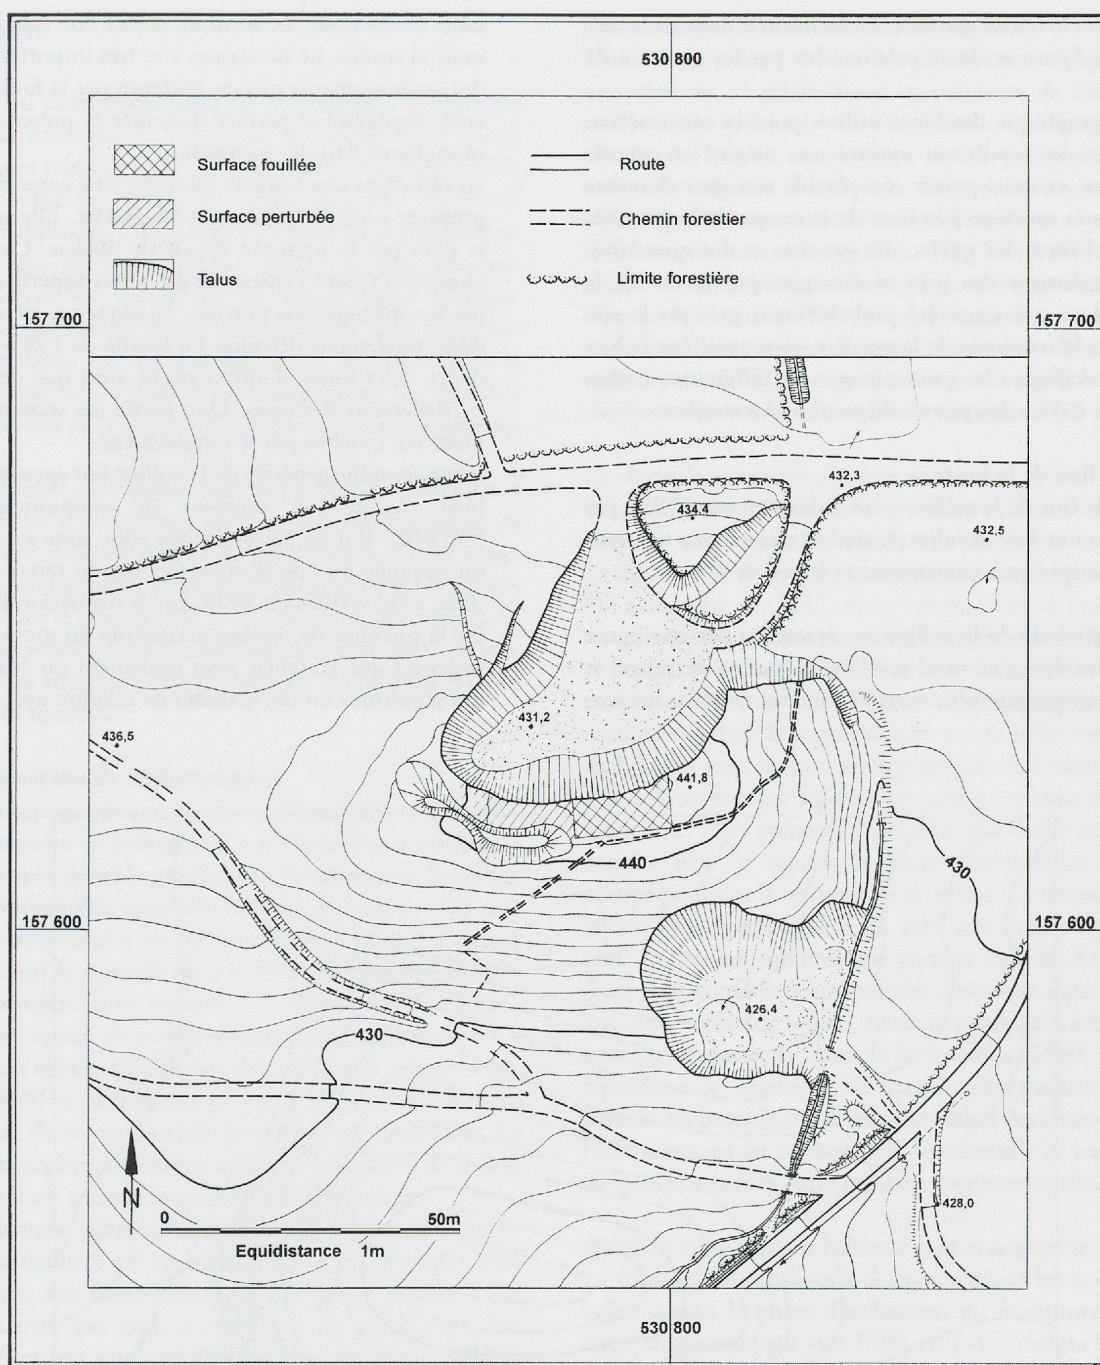 530 800
Surface fouillée
Route
Surface perturbée
Chemin forestier
Talus
Limite forestière
157 700
157 700
432,3
434,4
432,5
431,2
436,5
441,8
440
430
157 600
157 600
426,4
430
N
0
50m
428,0
Equidistance 1m
530 800